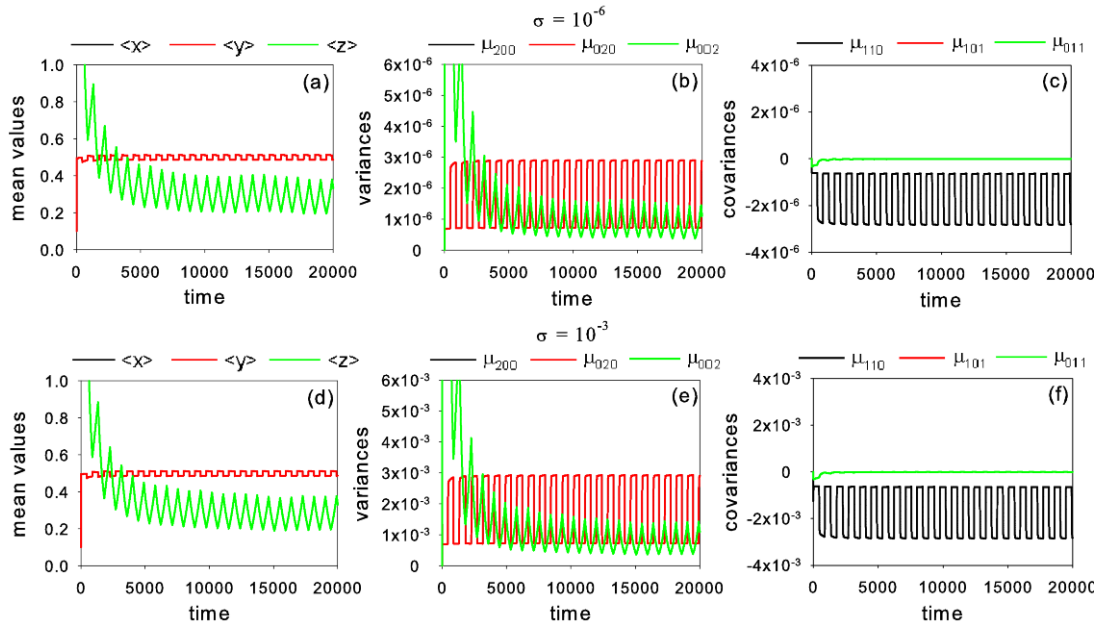 σ = 10⁻⁶
<x> <y> <z>
μ₂₀₀ μ₀₂₀ μ₀₀₂
μ₁₁₀ μ₁₀₁ μ₀₁₁
(a)
mean values
1.0
0.8
0.6
0.4
0.2
0.0
0 5000 10000 15000 20000
time
(b)
variances
6x10⁻⁶
5x10⁻⁶
4x10⁻⁶
3x10⁻⁶
2x10⁻⁶
1x10⁻⁶
0
0 5000 10000 15000 20000
time
(c)
covariances
4x10⁻⁶
2x10⁻⁶
0
-2x10⁻⁶
-4x10⁻⁶
0 5000 10000 15000 20000
time
σ = 10⁻³
<x> <y> <z>
μ₂₀₀ μ₀₂₀ μ₀₀₂
μ₁₁₀ μ₁₀₁ μ₀₁₁
(d)
mean values
1.0
0.8
0.6
0.4
0.2
0.0
0 5000 10000 15000 20000
time
(e)
variances
6x10⁻³
5x10⁻³
4x10⁻³
3x10⁻³
2x10⁻³
1x10⁻³
0
0 5000 10000 15000 20000
time
(f)
covariances
4x10⁻³
2x10⁻³
0
-2x10⁻³
-4x10⁻³
0 5000 10000 15000 20000
time